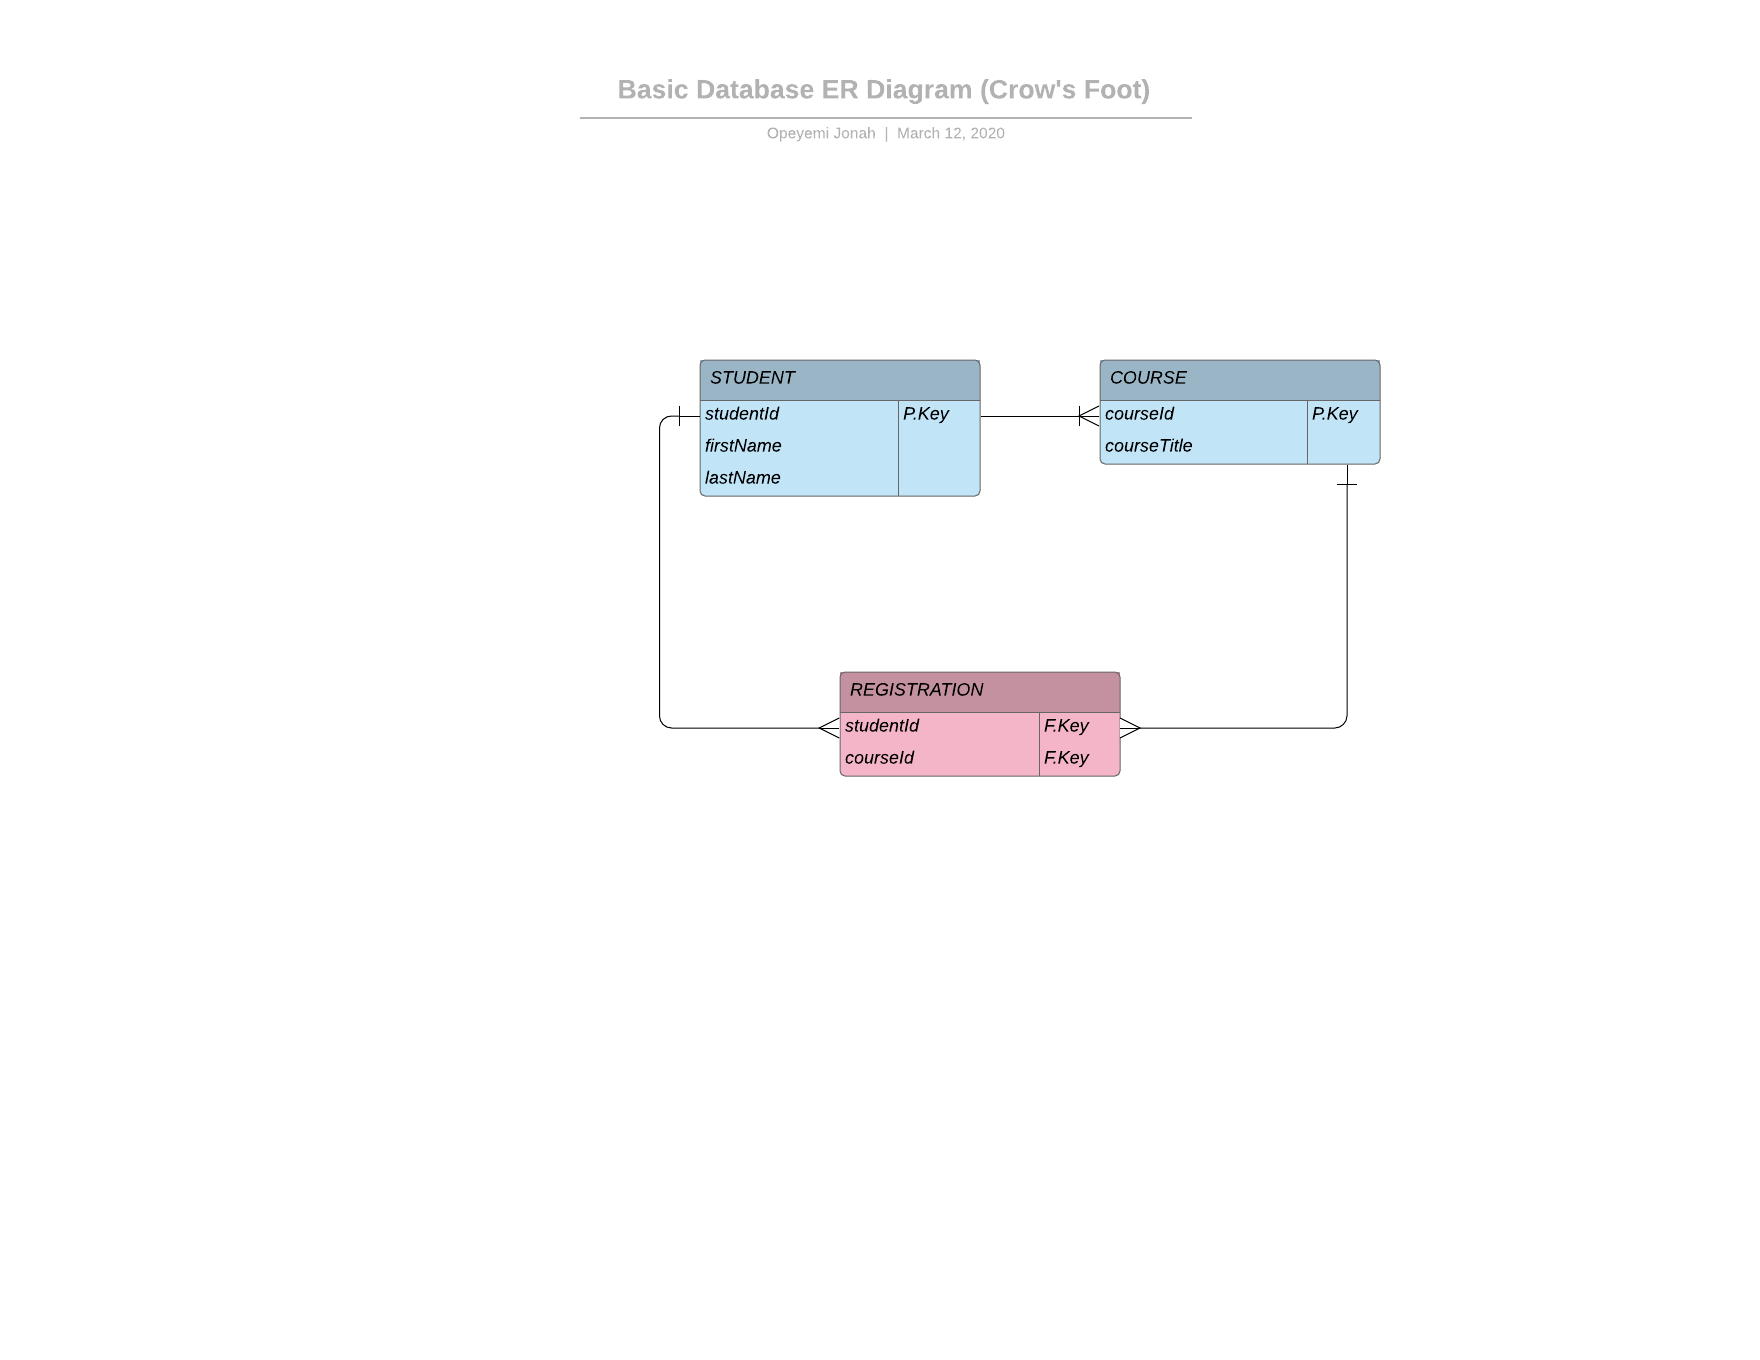 Basic Database ER Diagram (Crow's Foot)
Opeyemi Jonah | March 12, 2020
STUDENT
studentId P.Key
firstName
lastName
COURSE
courseId P.Key
courseTitle
REGISTRATION
studentId F.Key
courseId F.Key